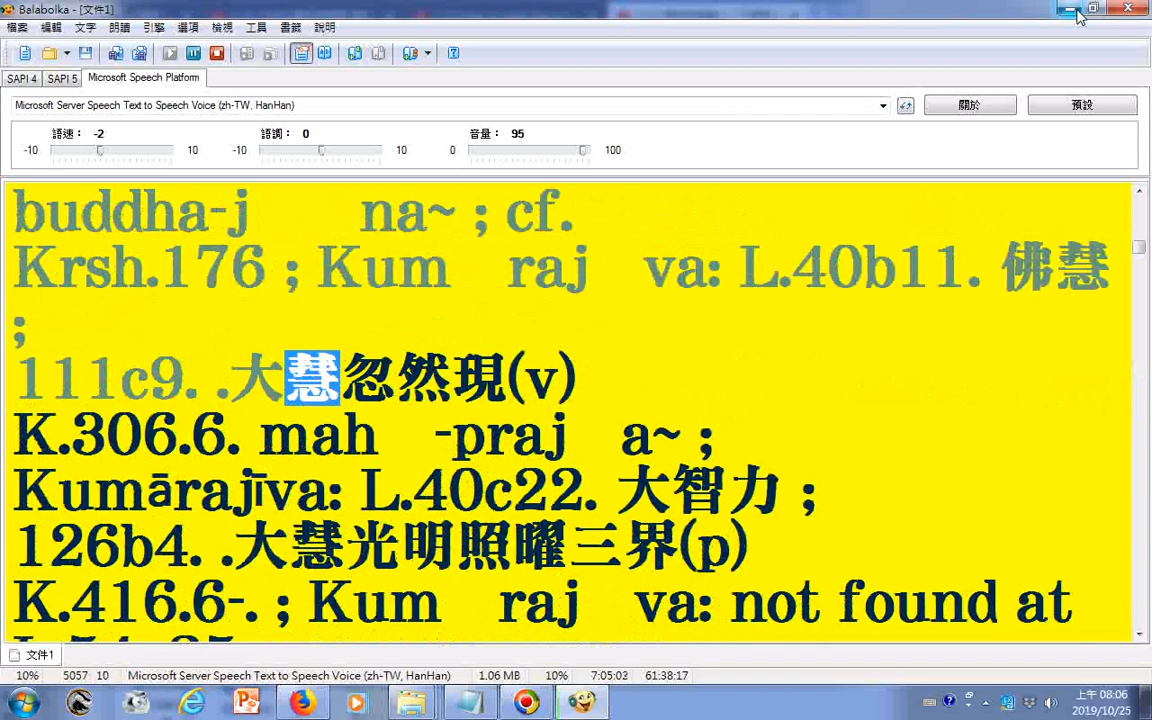 Balabolka - [文件1]
檔案 編輯 文字 朗讀 引擎 選項 檢視 工具 書籤 說明
SAPI 4 SAPI 5 Microsoft Speech Platform
Microsoft Server Speech Text to Speech Voice (zh-TW, HanHan) 關於 預設
語速： -2 語調： 0 音量： 95
-10 10 -10 10 0 100
buddha-j na~ ; cf.
Krsh.176 ; Kum raj va: L.40b11. 佛慧
;
111c9. .大慧忽然現(v)
K.306.6. mah -praj a~ ;
Kumārajīva: L.40c22. 大智力 ;
126b4. .大慧光明照曜三界(p)
K.416.6-. ; Kum raj va: not found at
文件1
10% 5057 10 Microsoft Server Speech Text to Speech Voice (zh-TW, HanHan) 1.06 MB 10% 7:05:03 61:38:17
上午 08:06
2019/10/25